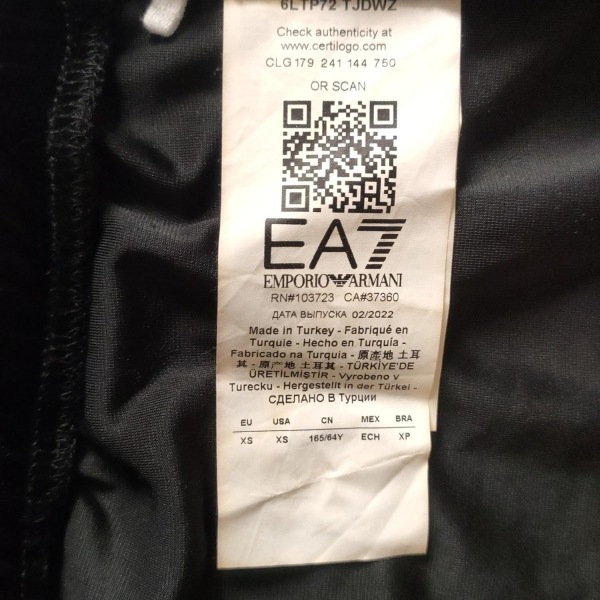 6LTP72 TJDWZ
Check authenticity at
www.certilogo.com
CLG179 241 144 750
OR SCAN
EA7
EMPORIO ARMANI
RN#103723 CA#37360
ДАТА ВЫПУСКА 02/2022
Made in Turkey - Fabriqué en
Turquie - Hecho en Turquía -
Fabricado na Turquia - 原產地 土耳
其 - 原产地 土耳其 - TÜRKİYE'DE
ÜRETİLMİŞTİR - Vyrobeno v
Turecku - Hergestellt in der Türkei -
СДЕЛАНО В Турции
EU USA CN MEX BRA
XS XS 165/64Y ECH XP